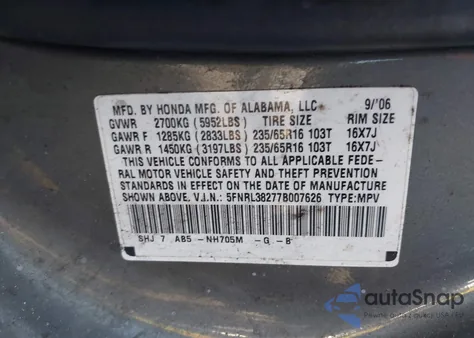 MFD. BY HONDA MFG. OF ALABAMA, LLC. 9/'06
GVWR 2700KG (5952LBS) TIRE SIZE RIM SIZE
GAWR F 1285KG (2833LBS) 235/65R16 103T 16X7J
GAWR R 1450KG (3197LBS) 235/65R16 103T 16X7J
THIS VEHICLE CONFORMS TO ALL APPLICABLE FEDE-
RAL MOTOR VEHICLE SAFETY AND THEFT PREVENTION
STANDARDS IN EFFECT ON THE DATE OF MANUFACTURE
SHOWN ABOVE. V.I.N.: 5FNRL38277B007626 TYPE:MPV
SHJ 7 AB5 -NH705M -G -B
autoSnap